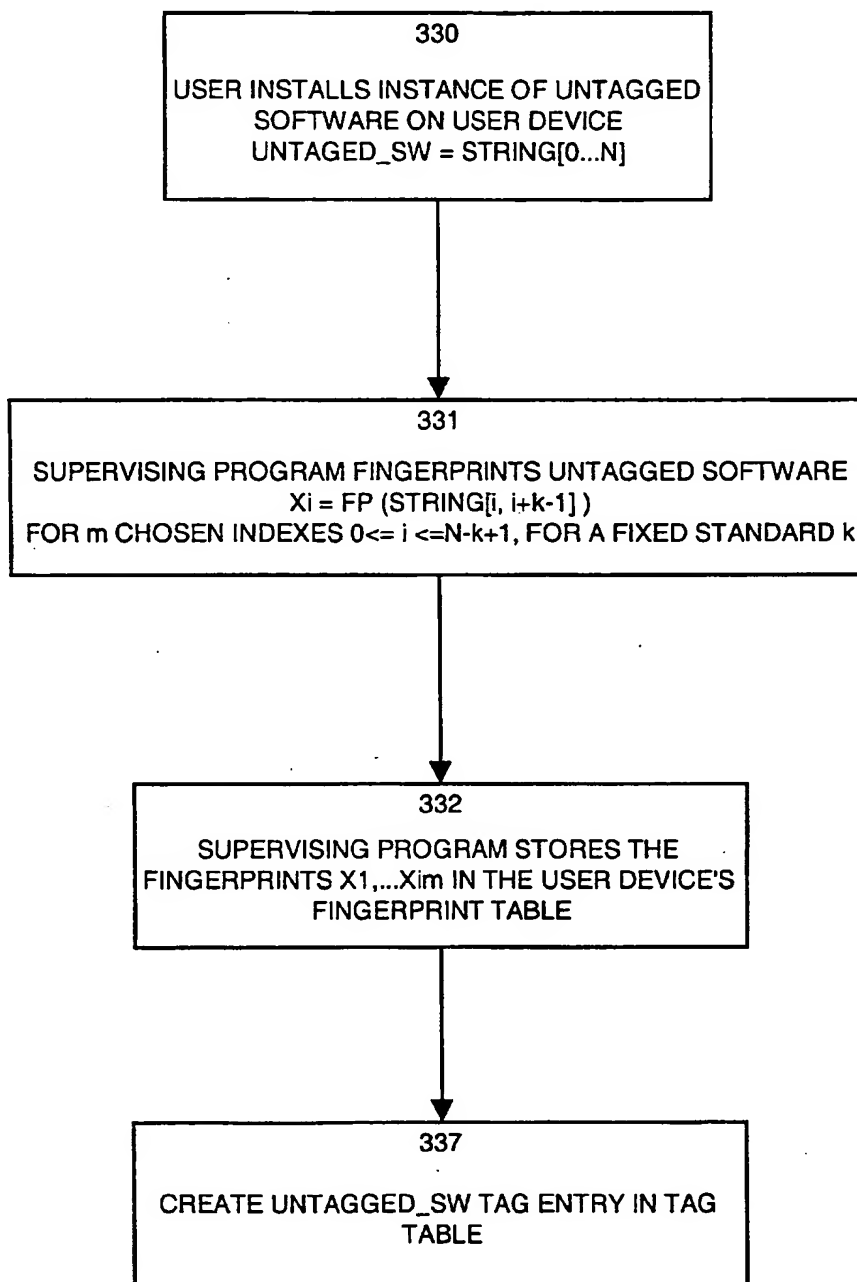 330
USER INSTALLS INSTANCE OF UNTAGGED
SOFTWARE ON USER DEVICE
UNTAGED_SW = STRING[0...N]
331
SUPERVISING PROGRAM FINGERPRINTS UNTAGGED SOFTWARE
Xi = FP (STRING[i, i+k-1] )
FOR m CHOSEN INDEXES 0<= i <=N-k+1, FOR A FIXED STANDARD k
332
SUPERVISING PROGRAM STORES THE
FINGERPRINTS X1,...Xim IN THE USER DEVICE'S
FINGERPRINT TABLE
337
CREATE UNTAGGED_SW TAG ENTRY IN TAG
TABLE